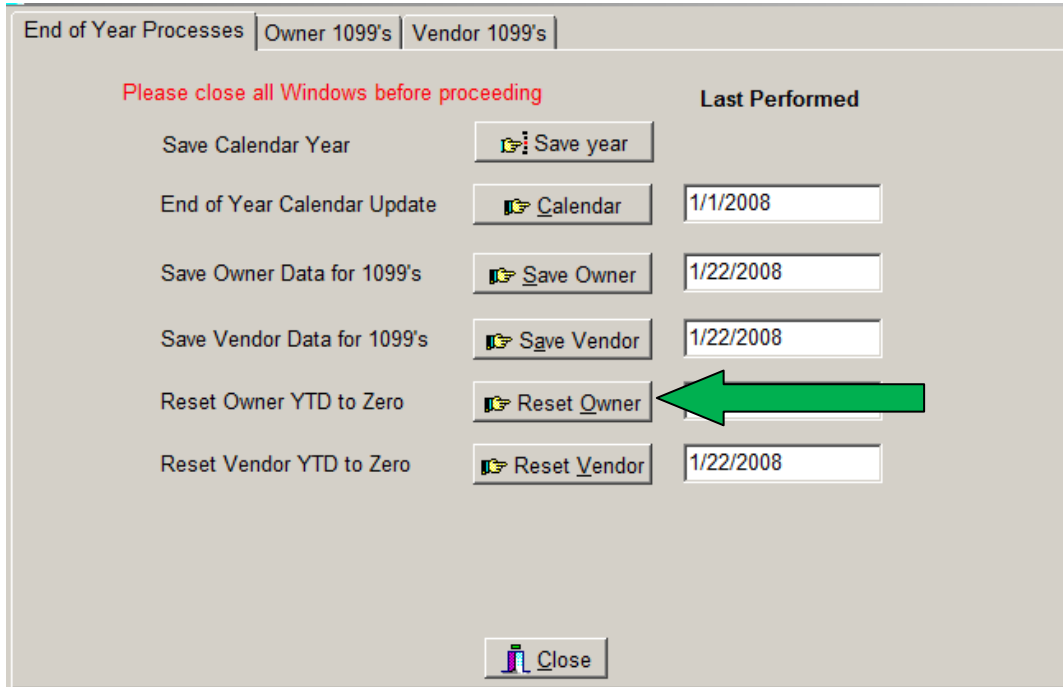 End of Year Processes Owner 1099's Vendor 1099's
Please close all Windows before proceeding Last Performed
Save Calendar Year Save year
End of Year Calendar Update Calendar 1/1/2008
Save Owner Data for 1099's Save Owner 1/22/2008
Save Vendor Data for 1099's Save Vendor 1/22/2008
Reset Owner YTD to Zero Reset Owner
Reset Vendor YTD to Zero Reset Vendor 1/22/2008
Close